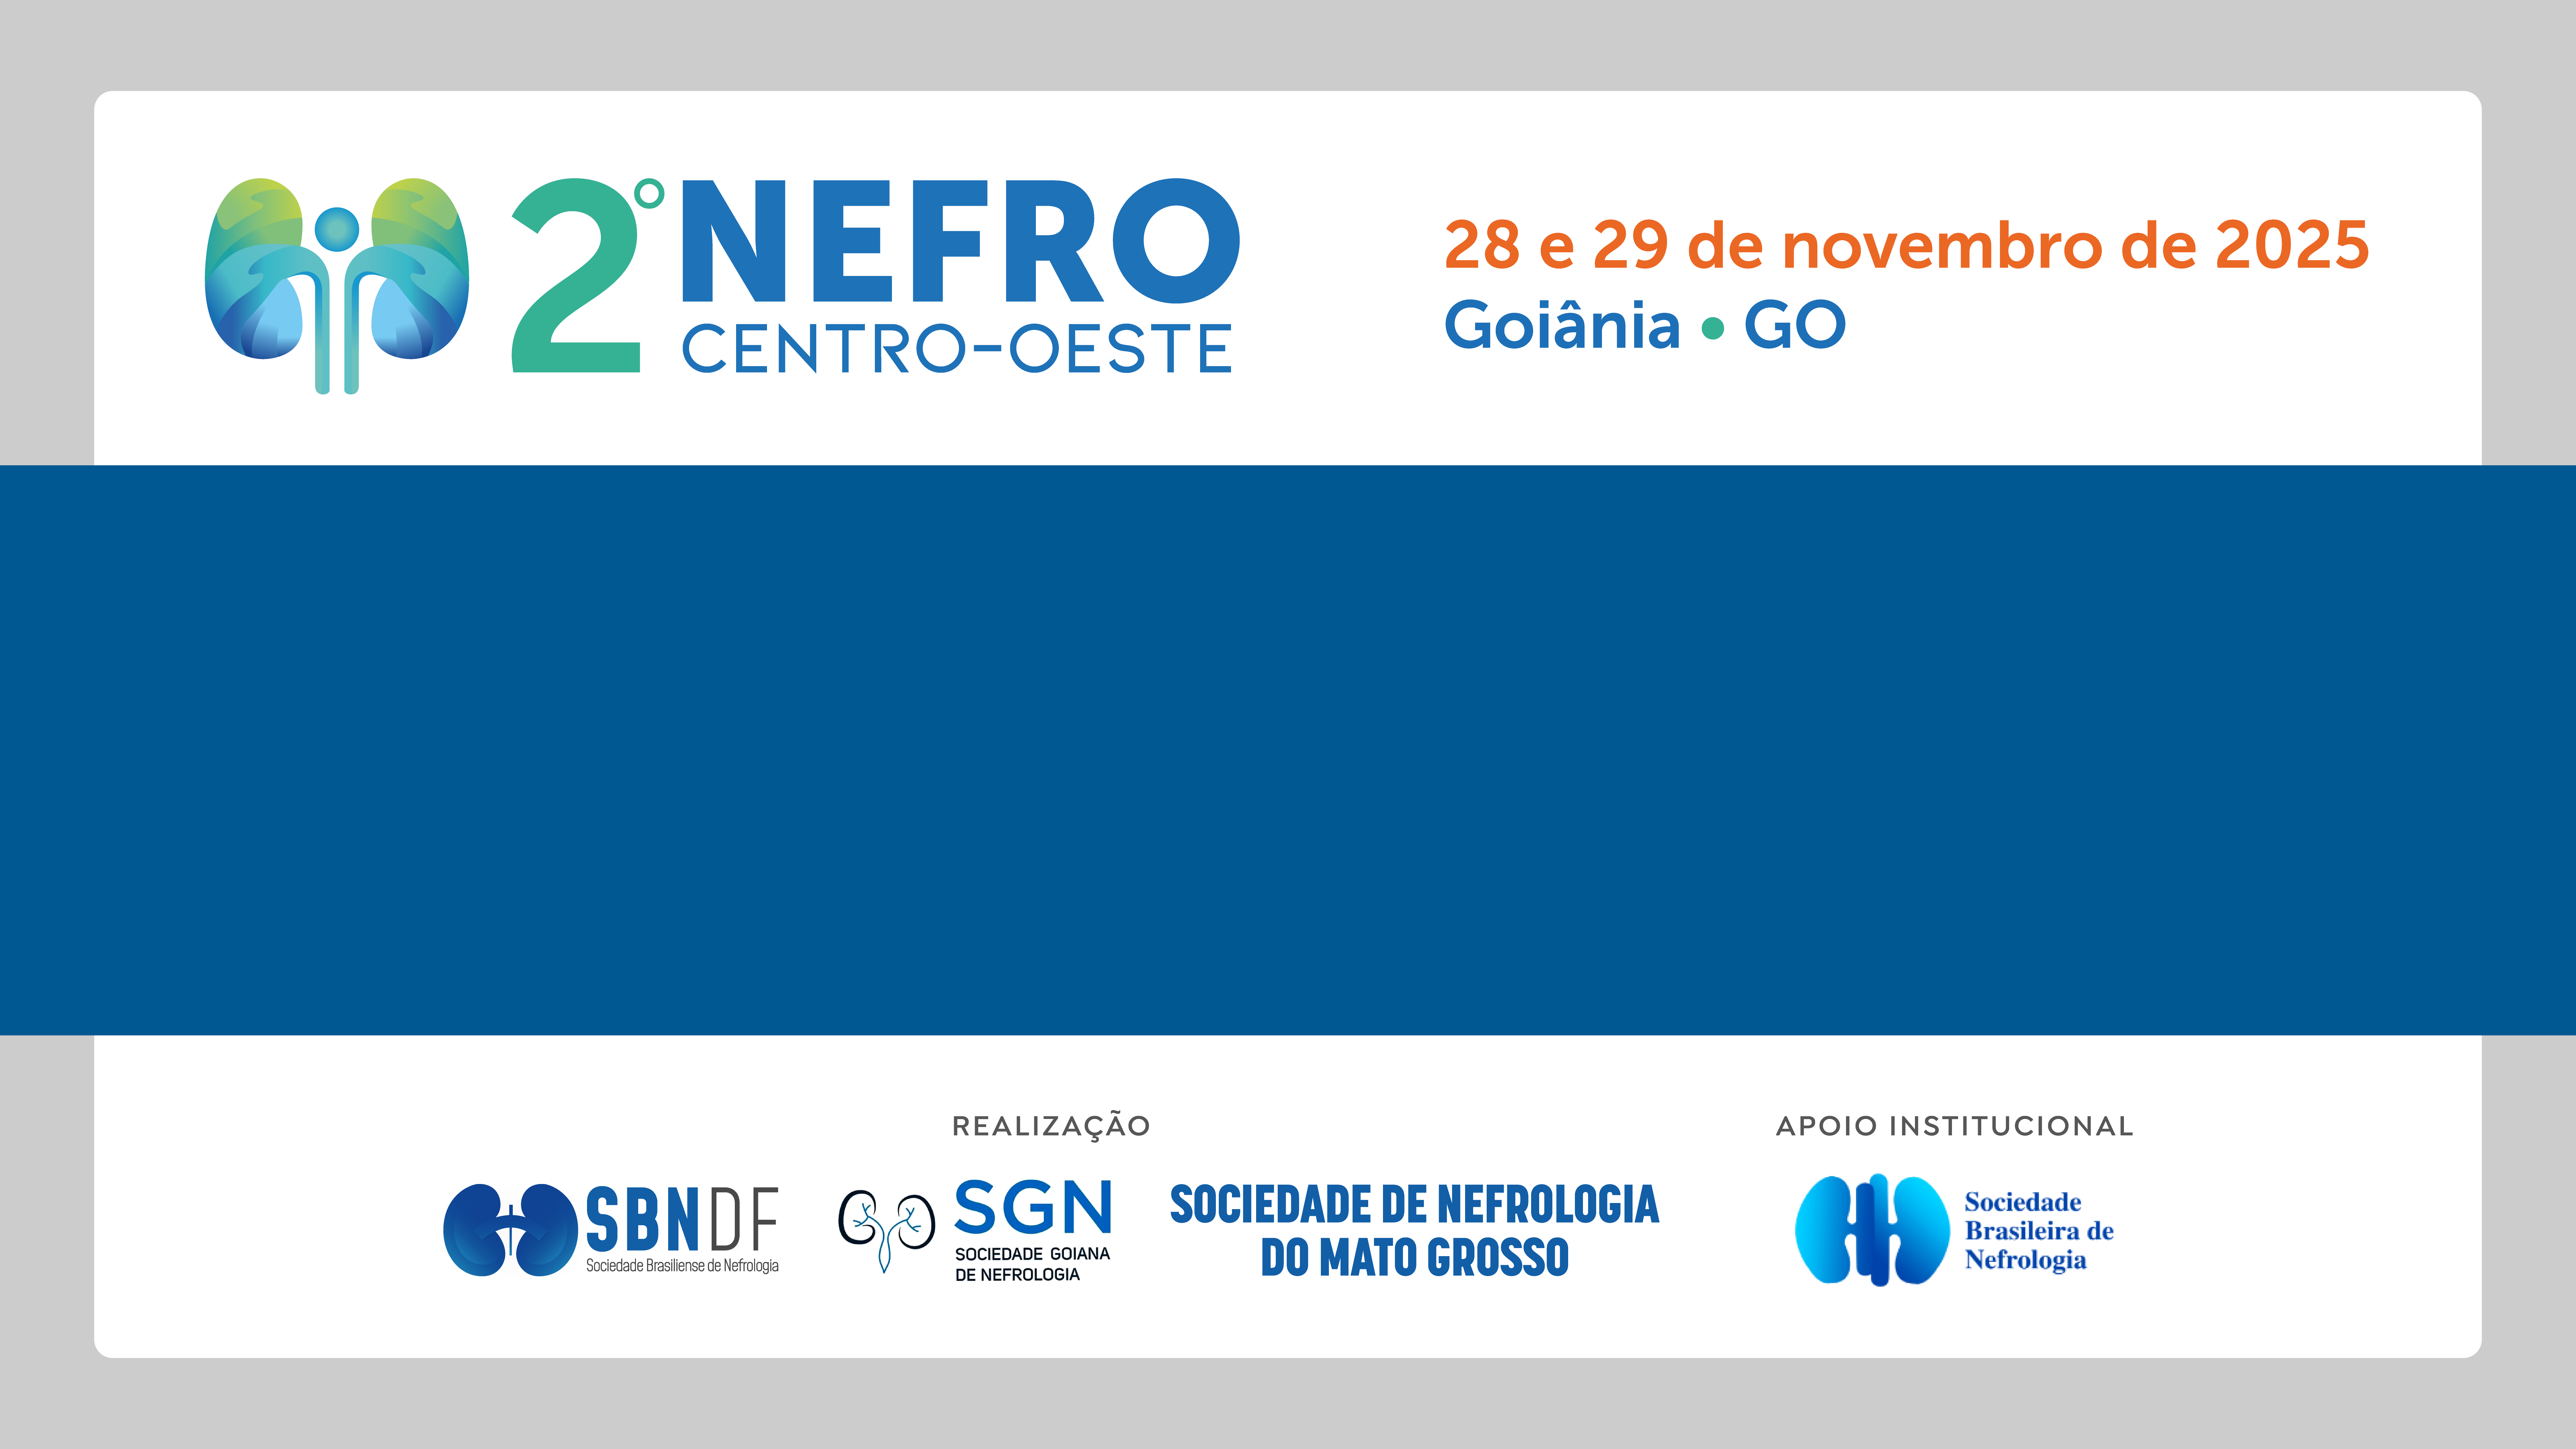 2° NEFRO
CENTRO-OESTE
28 e 29 de novembro de 2025
Goiânia • GO
REALIZAÇÃO
SBNDF
Sociedade Brasiliense de Nefrologia
SGN
SOCIEDADE GOIANA
DE NEFROLOGIA
SOCIEDADE DE NEFROLOGIA
DO MATO GROSSO
APOIO INSTITUCIONAL
Sociedade
Brasileira de
Nefrologia